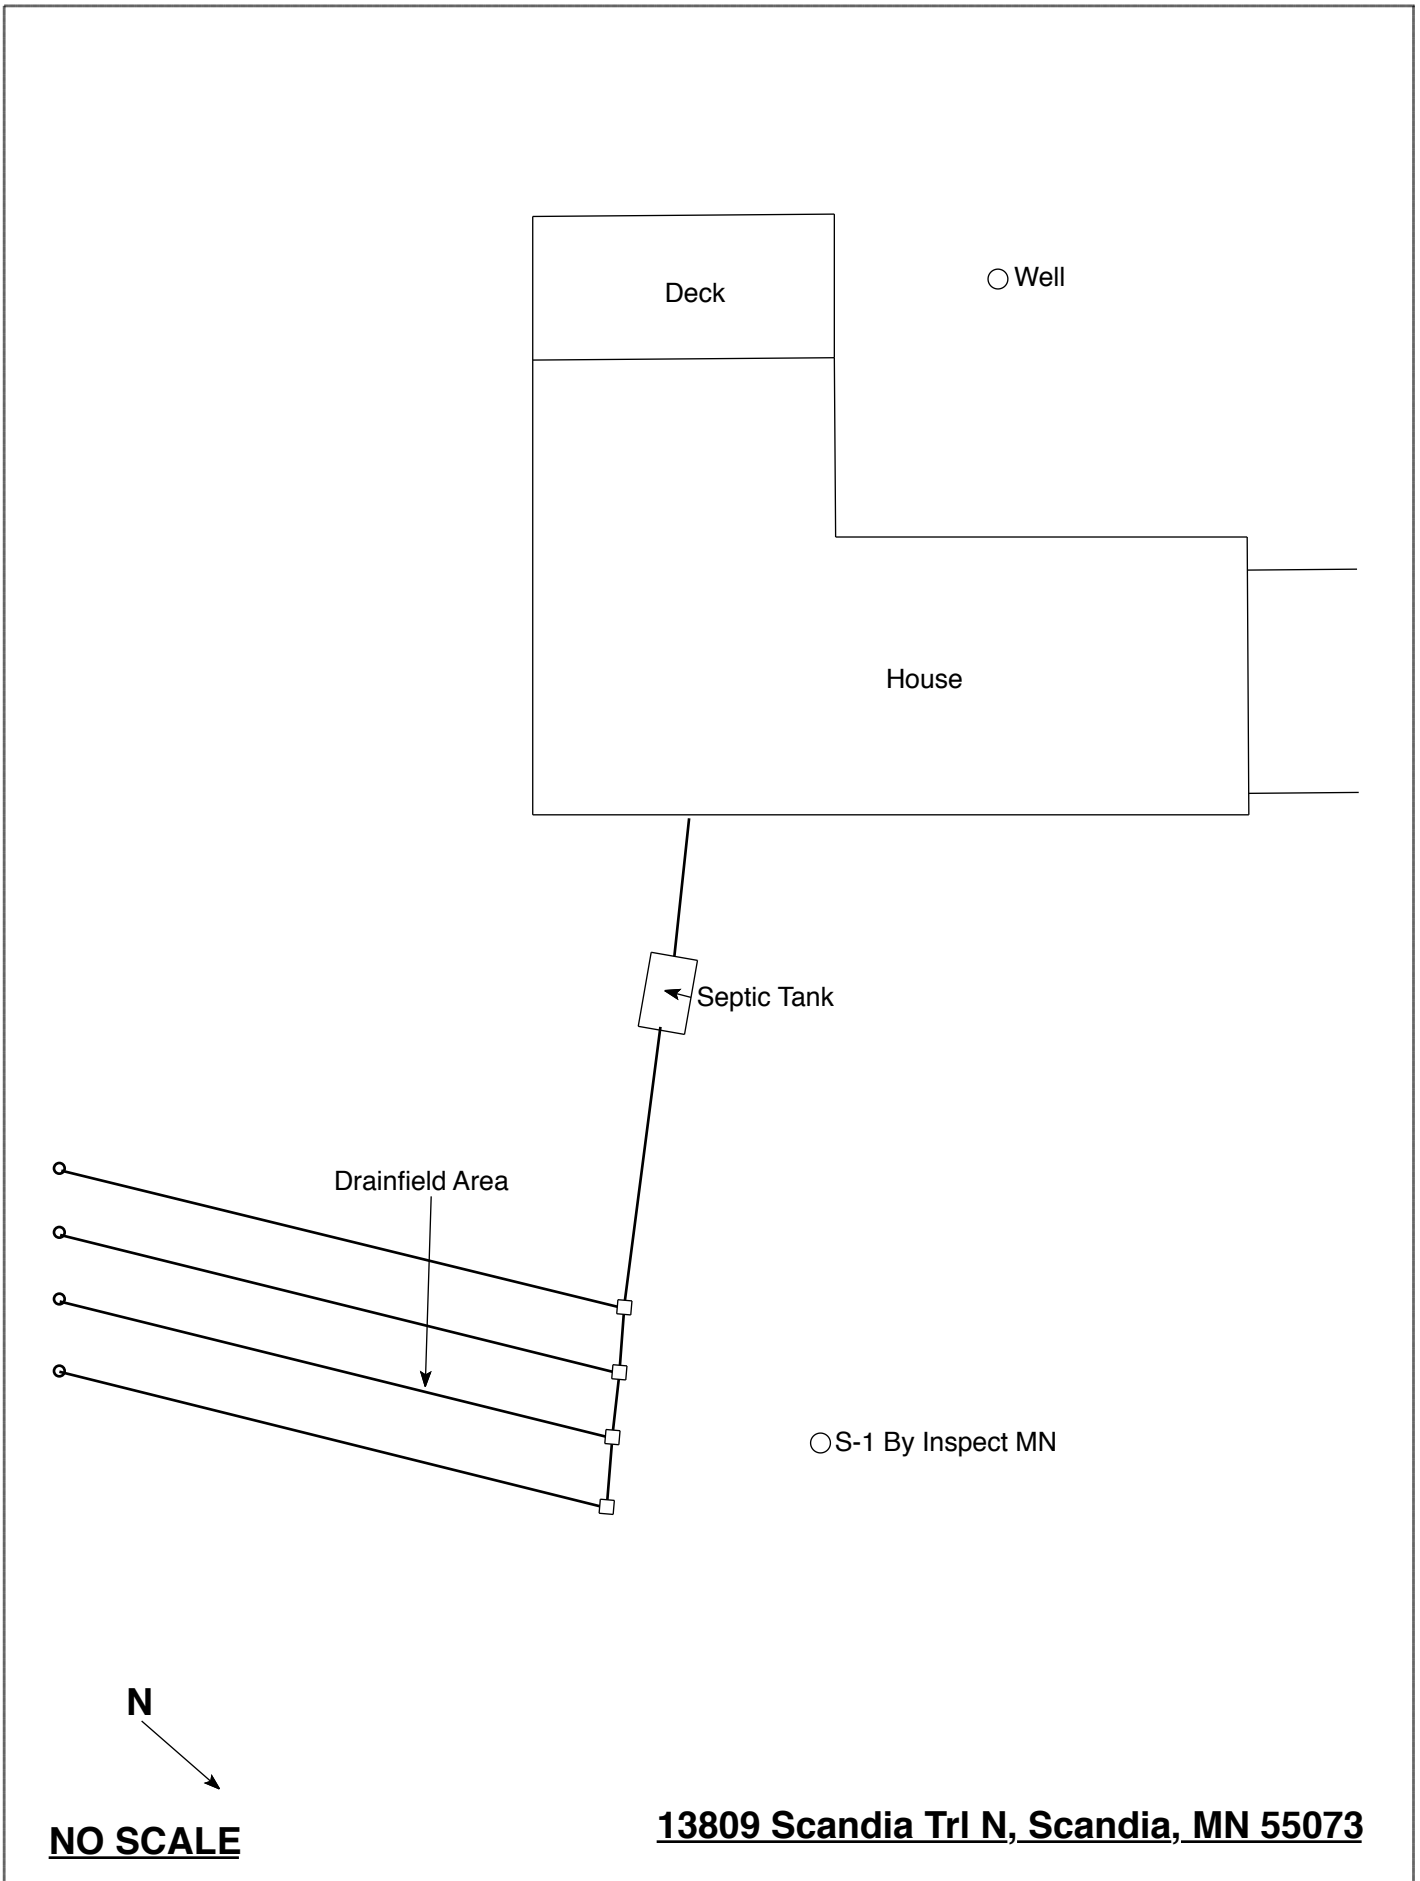 Well
Deck
House
Septic Tank
Drainfield Area
S-1 By Inspect MN
N
13809 Scandia Trl N, Scandia, MN 55073
NO SCALE